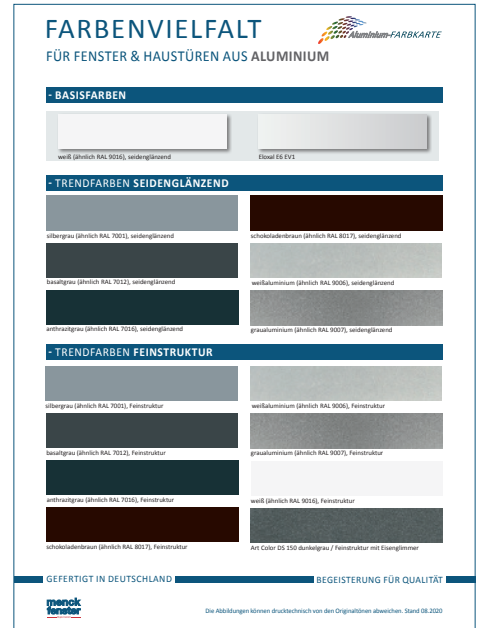 FARBENVIELFALT
Aluminium-FARBKARTE
FÜR FENSTER & HAUSTÜREN AUS ALUMINIUM
- BASISFARBEN
weiß (ähnlich RAL 9016), seidenglänzend
Eloxal E6 EV1
- TRENDFARBEN SEIDENGLÄNZEND
silbergrau (ähnlich RAL 7001), seidenglänzend
schokoladenbraun (ähnlich RAL 8017), seidenglänzend
basaltgrau (ähnlich RAL 7012), seidenglänzend
weißaluminium (ähnlich RAL 9006), seidenglänzend
anthrazitgrau (ähnlich RAL 7016), seidenglänzend
graualuminium (ähnlich RAL 9007), seidenglänzend
- TRENDFARBEN FEINSTRUKTUR
silbergrau (ähnlich RAL 7001), Feinstruktur
weißaluminium (ähnlich RAL 9006), Feinstruktur
basaltgrau (ähnlich RAL 7012), Feinstruktur
graualuminium (ähnlich RAL 9007), Feinstruktur
anthrazitgrau (ähnlich RAL 7016), Feinstruktur
weiß (ähnlich RAL 9016), Feinstruktur
schokoladenbraun (ähnlich RAL 8017), Feinstruktur
Art Color DS 150 dunkelgrau / Feinstruktur mit Eisenglimmer
GEFERTIGT IN DEUTSCHLAND
BEGEISTERUNG FÜR QUALITÄT
menck
fenster
Die Abbildungen können drucktechnisch von den Originaltönen abweichen. Stand 08.2020